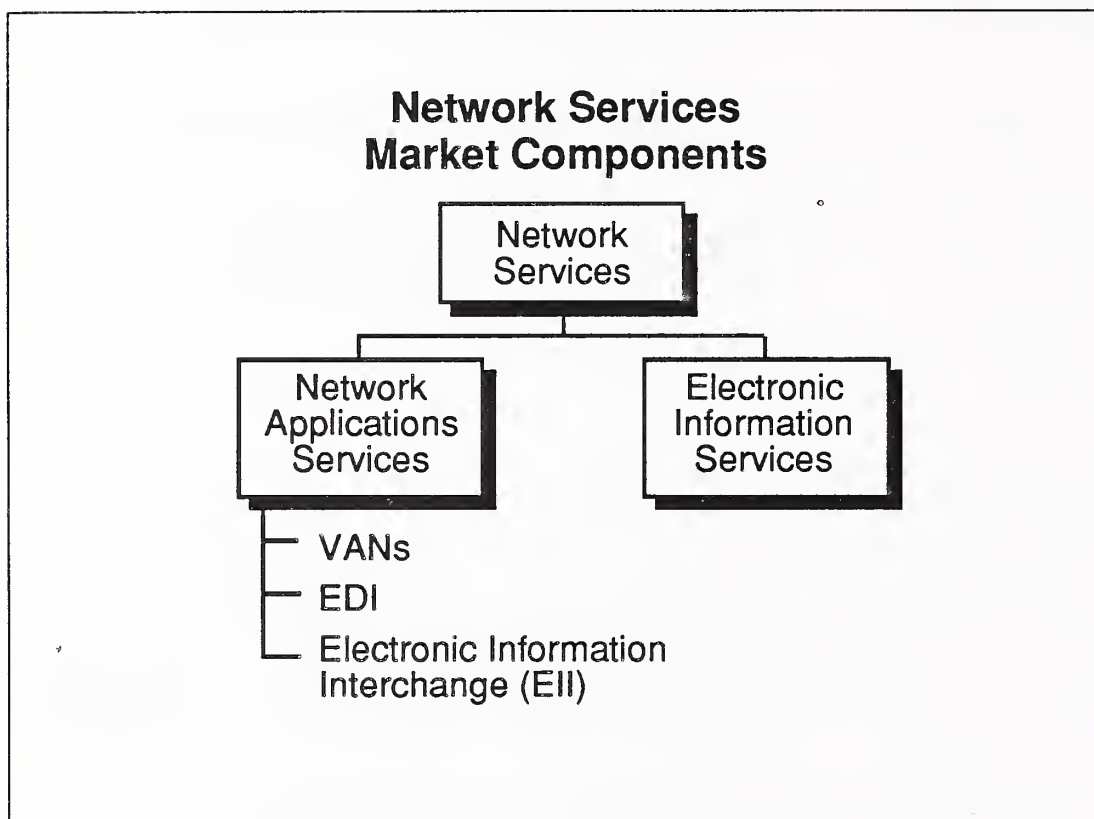 Network Services
Market Components
Network
Services
Network
Applications
Services
Electronic
Information
Services
VANs
EDI
Electronic Information
Interchange (EII)